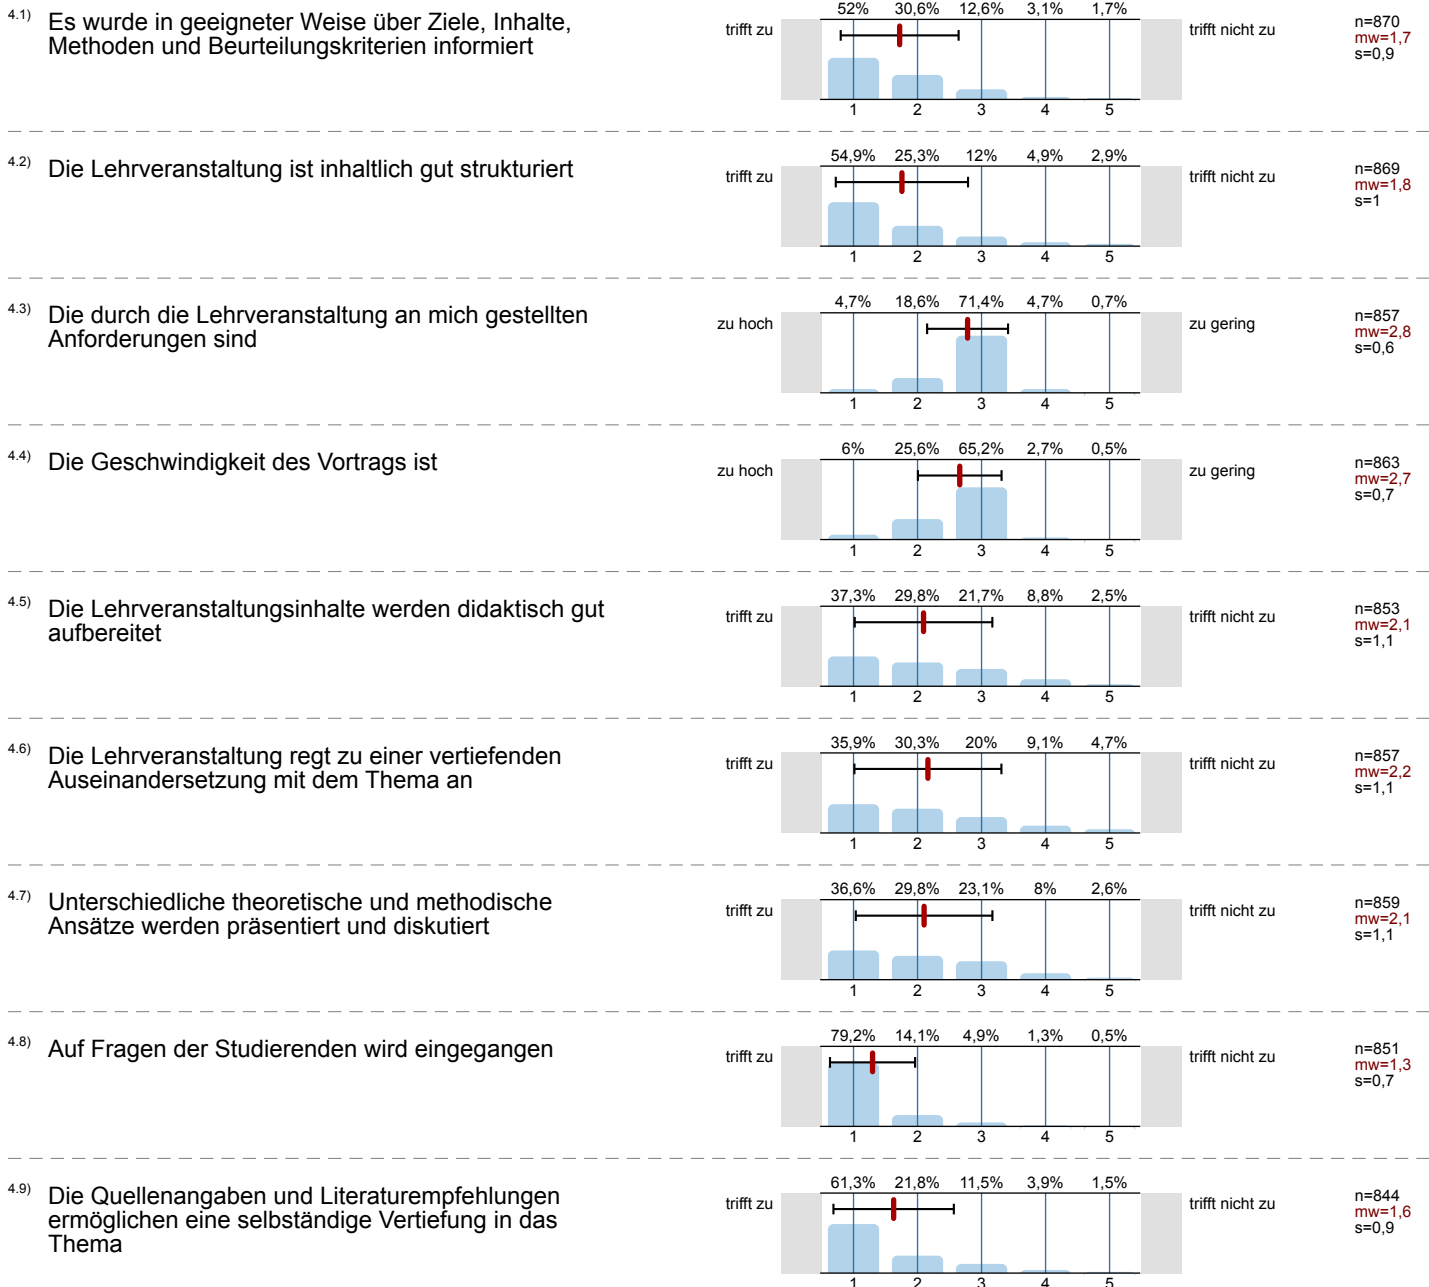 4.1) Es wurde in geeigneter Weise über Ziele, Inhalte,
Methoden und Beurteilungskriterien informiert
trifft zu
52% 30,6% 12,6% 3,1% 1,7%
1 2 3 4 5
trifft nicht zu
n=870
mw=1,7
s=0,9
4.2) Die Lehrveranstaltung ist inhaltlich gut strukturiert
trifft zu
54,9% 25,3% 12% 4,9% 2,9%
1 2 3 4 5
trifft nicht zu
n=869
mw=1,8
s=1
4.3) Die durch die Lehrveranstaltung an mich gestellten
Anforderungen sind
zu hoch
4,7% 18,6% 71,4% 4,7% 0,7%
1 2 3 4 5
zu gering
n=857
mw=2,8
s=0,6
4.4) Die Geschwindigkeit des Vortrags ist
zu hoch
6% 25,6% 65,2% 2,7% 0,5%
1 2 3 4 5
zu gering
n=863
mw=2,7
s=0,7
4.5) Die Lehrveranstaltungsinhalte werden didaktisch gut
aufbereitet
trifft zu
37,3% 29,8% 21,7% 8,8% 2,5%
1 2 3 4 5
trifft nicht zu
n=853
mw=2,1
s=1,1
4.6) Die Lehrveranstaltung regt zu einer vertiefenden
Auseinandersetzung mit dem Thema an
trifft zu
35,9% 30,3% 20% 9,1% 4,7%
1 2 3 4 5
trifft nicht zu
n=857
mw=2,2
s=1,1
4.7) Unterschiedliche theoretische und methodische
Ansätze werden präsentiert und diskutiert
trifft zu
36,6% 29,8% 23,1% 8% 2,6%
1 2 3 4 5
trifft nicht zu
n=859
mw=2,1
s=1,1
4.8) Auf Fragen der Studierenden wird eingegangen
trifft zu
79,2% 14,1% 4,9% 1,3% 0,5%
1 2 3 4 5
trifft nicht zu
n=851
mw=1,3
s=0,7
4.9) Die Quellenangaben und Literaturempfehlungen
ermöglichen eine selbständige Vertiefung in das
Thema
trifft zu
61,3% 21,8% 11,5% 3,9% 1,5%
1 2 3 4 5
trifft nicht zu
n=844
mw=1,6
s=0,9